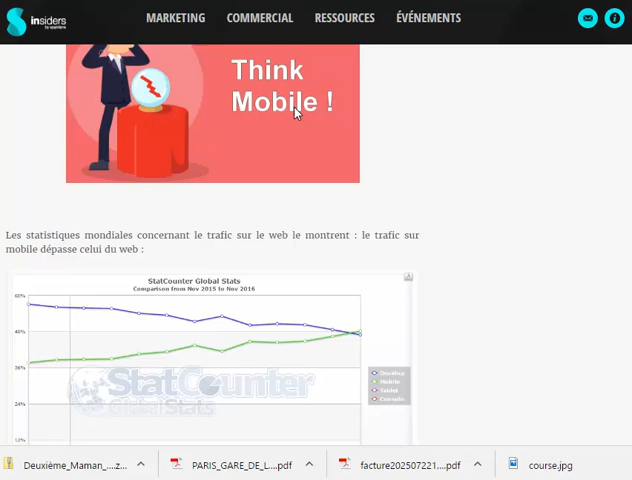 insiders
MARKETING COMMERCIAL RESSOURCES ÉVÉNEMENTS
Think
Mobile !
Les statistiques mondiales concernant le trafic sur le web le montrent : le trafic sur
mobile dépasse celui du web :
StatCounter Global Stats
Comparison from Nov 2015 to Nov 2016
60%
48%
36%
24%
12%
StatCounter
GlobalStats
Desktop
Mobile
Tablet
Console
Deuxième_Maman_....z... PARIS_GARE_DE_L....pdf facture202507221....pdf course.jpg